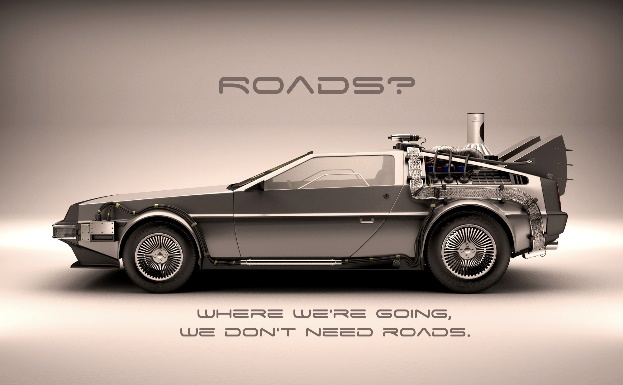 ROADS?
WHERE WE'RE GOING,
WE DON'T NEED ROADS.